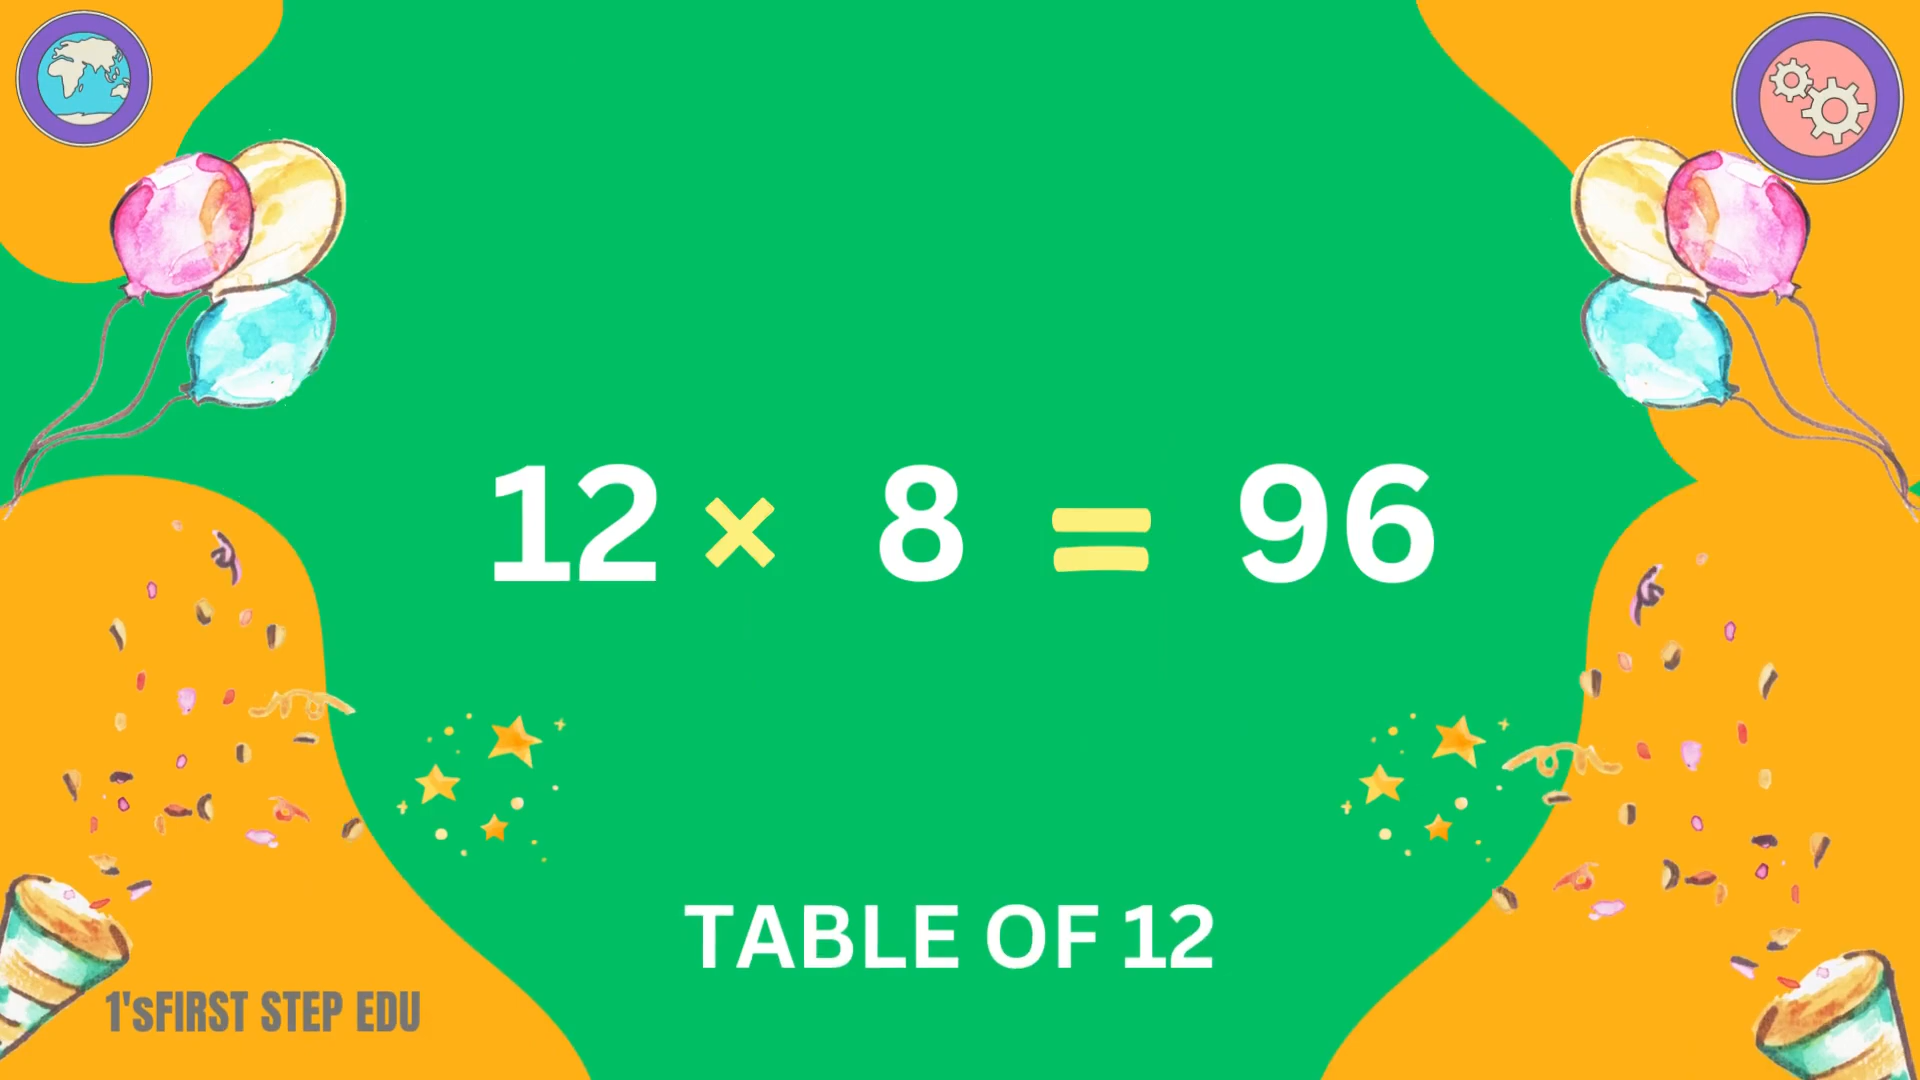 12 × 8 = 96
TABLE OF 12
1'sFIRST STEP EDU